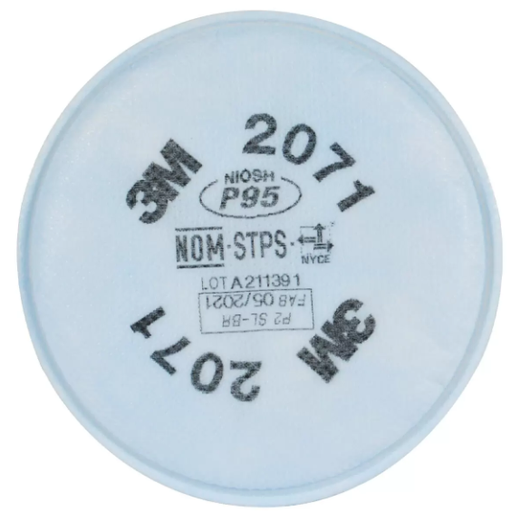 3M 2071
NIOSH
P95
NOM-STPS-
NYCE
LOT A211391
FAB 05/2021
P2 SL-BR
3M 2071